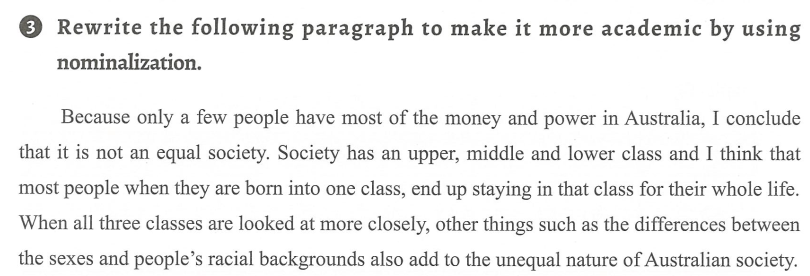 3 Rewrite the following paragraph to make it more academic by using
nominalization.
Because only a few people have most of the money and power in Australia, I conclude
that it is not an equal society. Society has an upper, middle and lower class and I think that
most people when they are born into one class, end up staying in that class for their whole life.
When all three classes are looked at more closely, other things such as the differences between
the sexes and people's racial backgrounds also add to the unequal nature of Australian society.